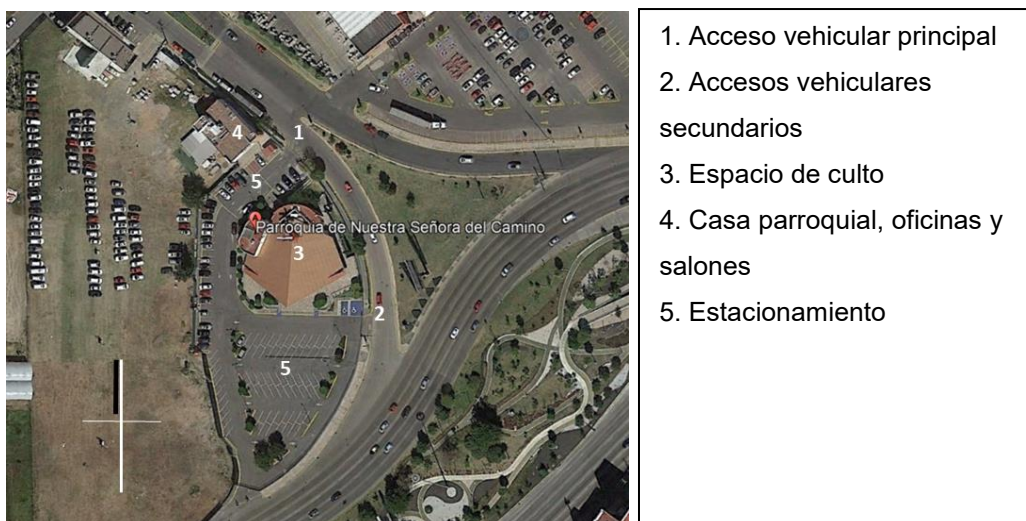 4
1
5
Parroquia de Nuestra Señora del Camino
3
2
5
1. Acceso vehicular principal
2. Accesos vehiculares
secundarios
3. Espacio de culto
4. Casa parroquial, oficinas y
salones
5. Estacionamiento